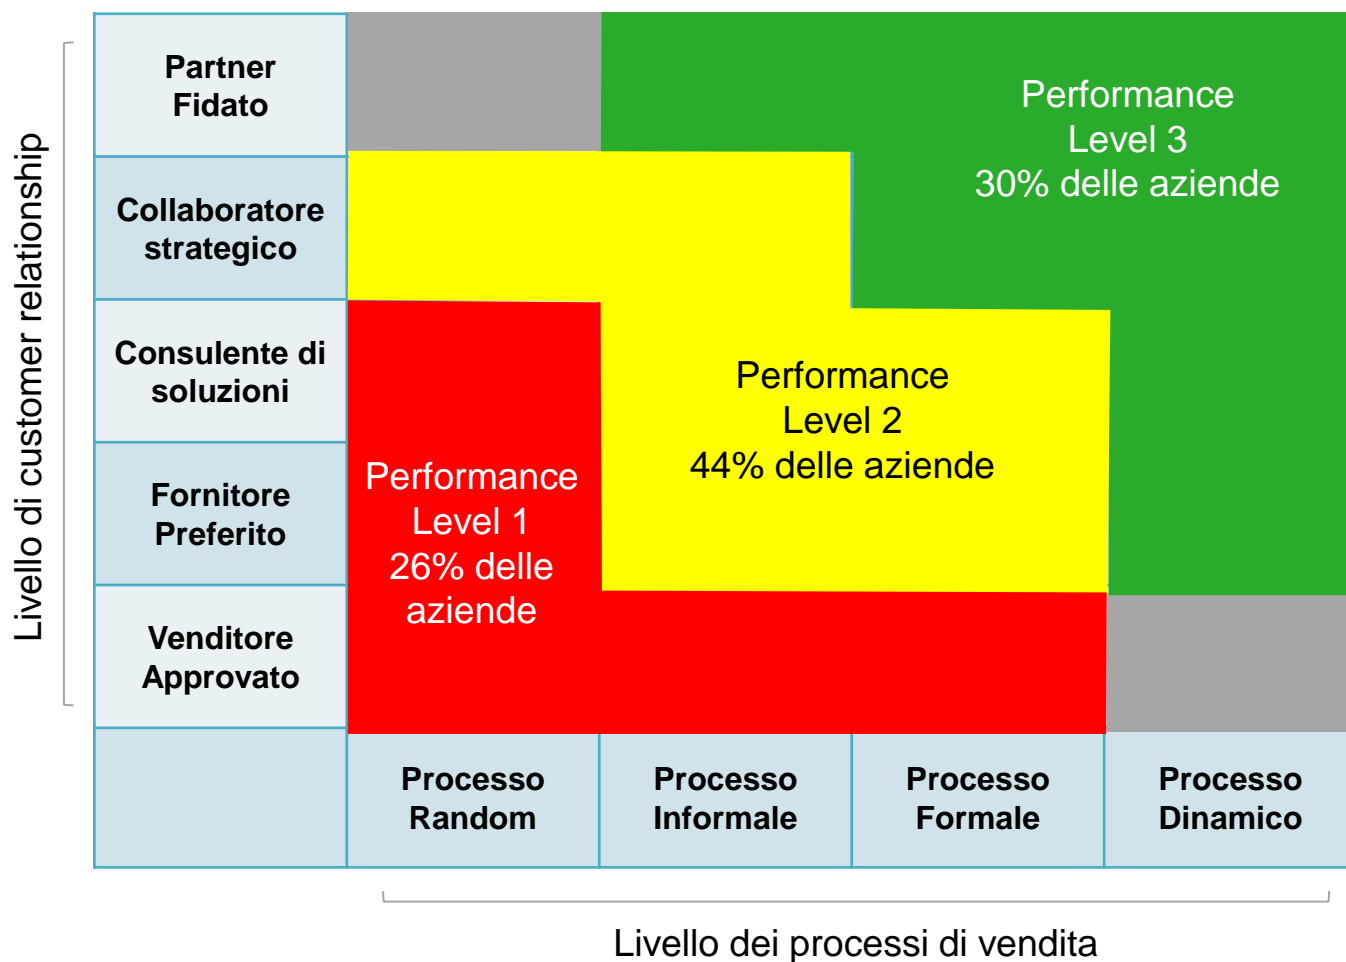 Livello di customer relationship
Partner
Fidato
Collaboratore
strategico
Consulente di
soluzioni
Fornitore
Preferito
Venditore
Approvato
Performance
Level 3
30% delle aziende
Performance
Level 2
44% delle aziende
Performance
Level 1
26% delle
aziende
Processo
Random
Processo
Informale
Processo
Formale
Processo
Dinamico
Livello dei processi di vendita